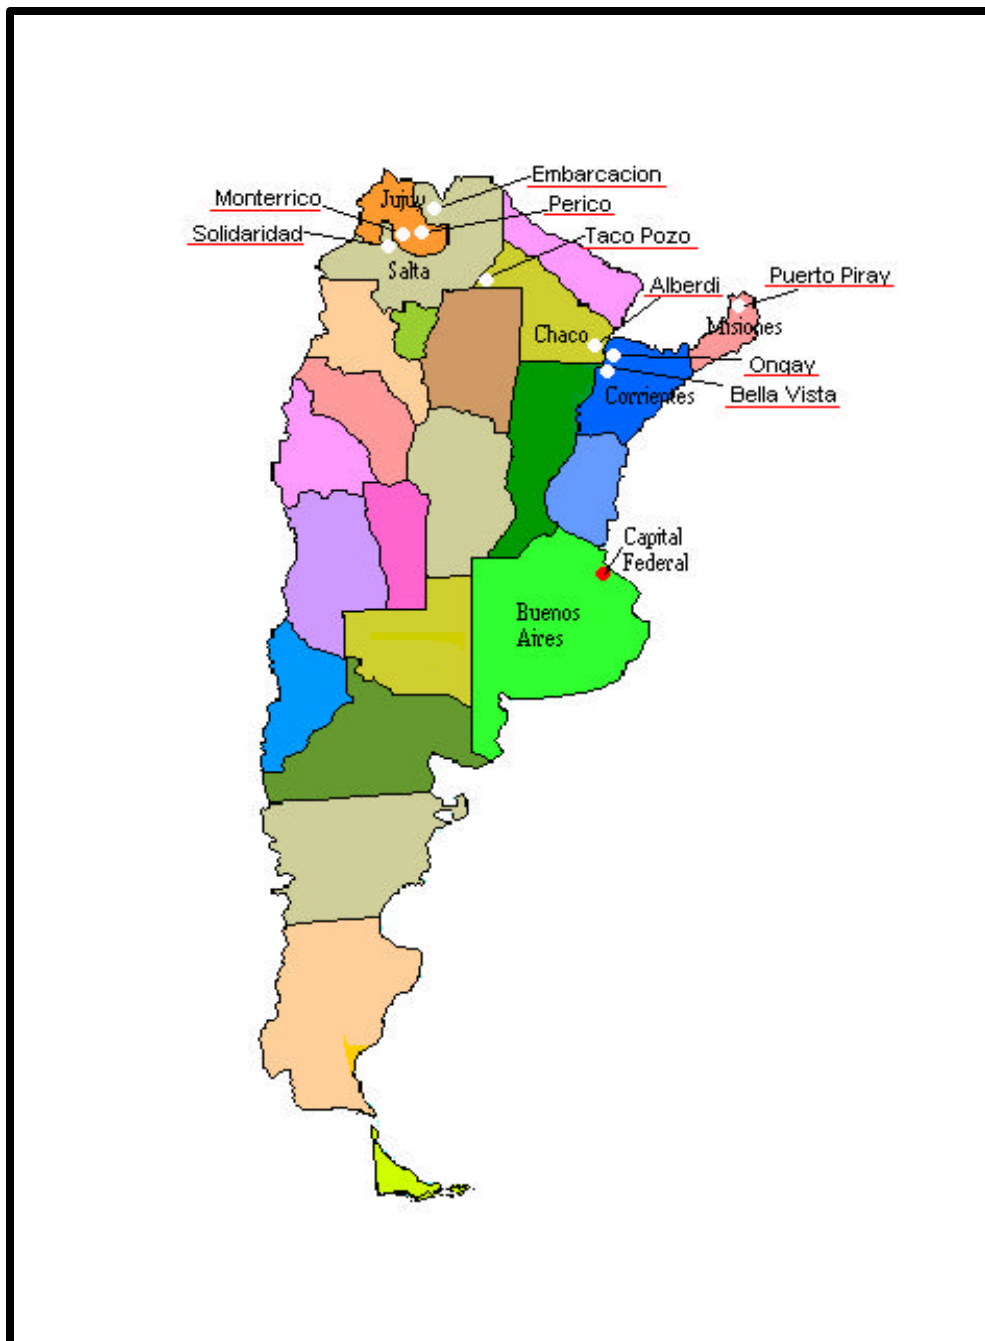 Embarcacion
Monterrico
Jujuy
Perico
Solidaridad
Taco Pozo
Salta
Alberdi
Puerto Piray
Chaco
Misiones
Ongay
Corrientes
Bella Vista
Capital
Federal
Buenos
Aires